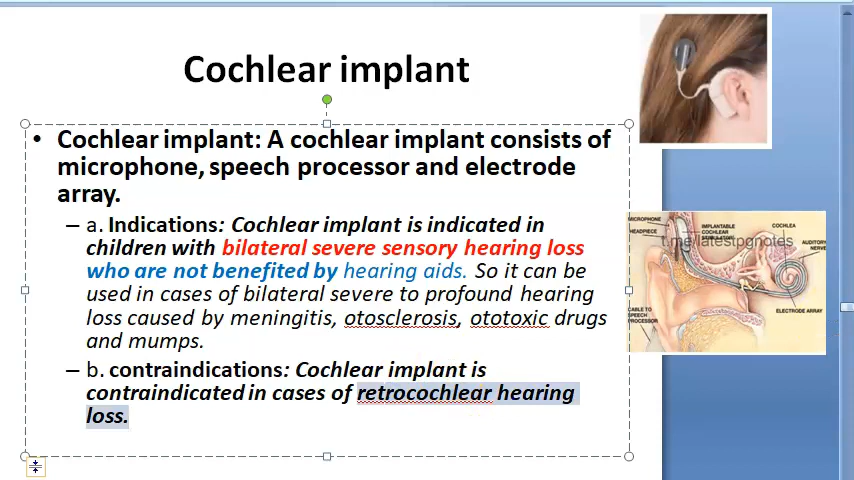 Cochlear implant
• Cochlear implant: A cochlear implant consists of
microphone, speech processor and electrode
array.
– a. Indications: Cochlear implant is indicated in
children with bilateral severe sensory hearing loss
who are not benefited by hearing aids. So it can be
used in cases of bilateral severe to profound hearing
loss caused by meningitis, otosclerosis, ototoxic drugs
and mumps.
– b. contraindications: Cochlear implant is
contraindicated in cases of retrocochlear hearing
loss.
MICROPHONE
HEADPIECE
IMPLANTABLE
COCHLEAR
STIMULATOR
t.me/latestpgnotes
COCHLEA
AUDITORY
NERVE
CABLE TO
SPEECH
PROCESSOR
ELECTRODE ARRAY